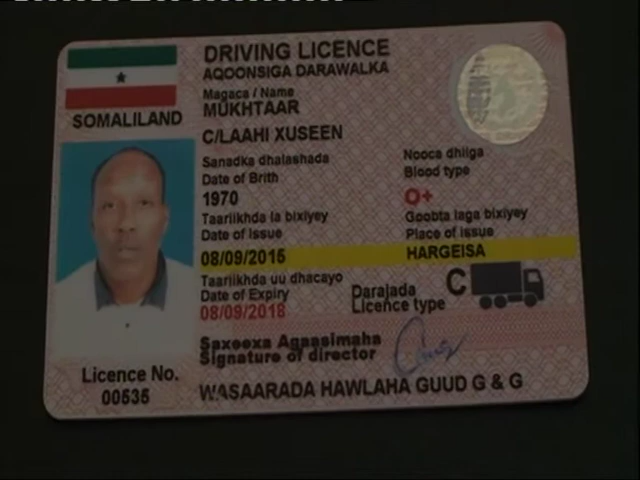 DRIVING LICENCE
AQOONSIGA DARAWALKA
Magaca / Name
MUKHTAAR
C/LAAHI XUSEEN
SOMALILAND
Sanadka dhalashada
Date of Brith
1970
Nooca dhiiga
Blood type
O+
Taariikhda la bixiyey
Date of Issue
08/09/2015
Goobta laga bixiyey
Place of Issue
HARGEISA
Taariikhda uu dhacayo
Date of Expiry
08/09/2018
Darajada
Licence type
C
Saxeexa Agaasimaha
Signature of director
Licence No.
00535
WASAARADA HAWLAHA GUUD G & G